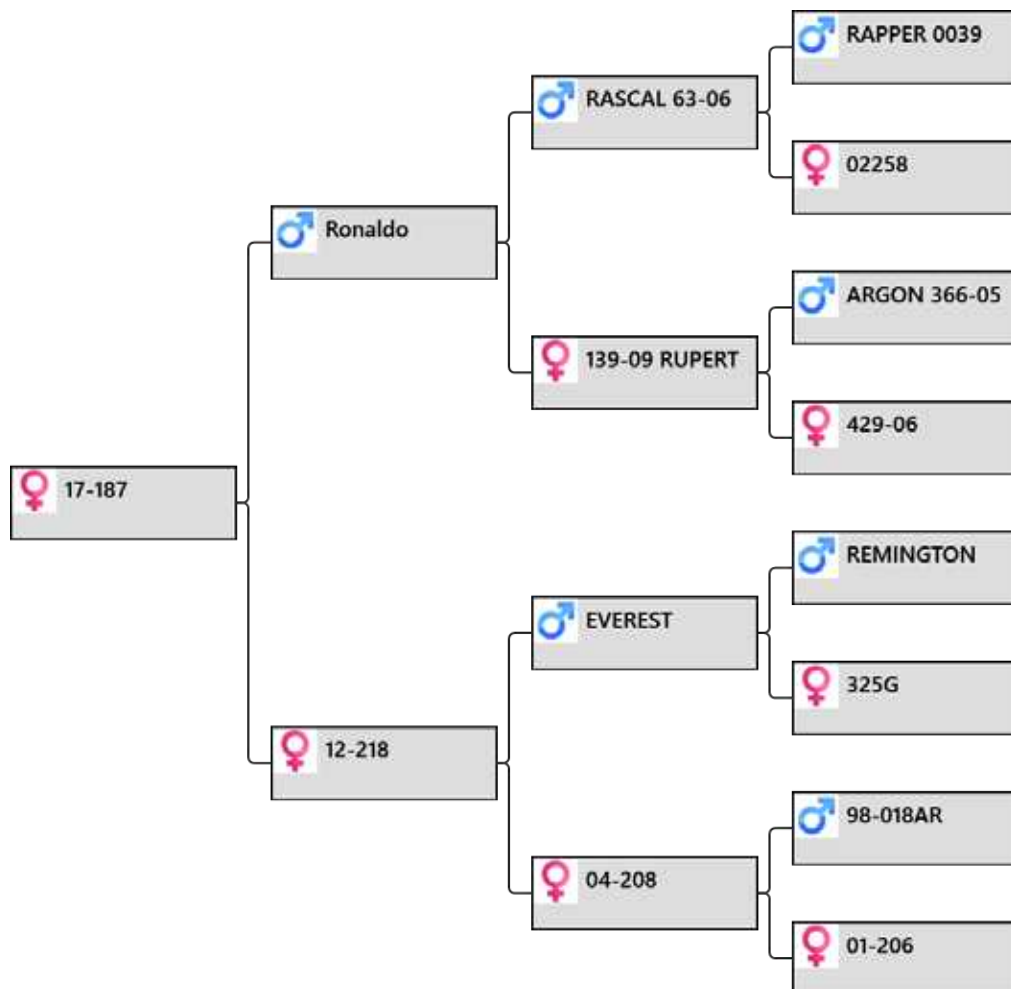 RAPPER 0039
RASCAL 63-06
02258
Ronaldo
ARGON 366-05
139-09 RUPERT
429-06
17-187
REMINGTON
EVEREST
325G
12-218
98-018AR
04-208
01-206